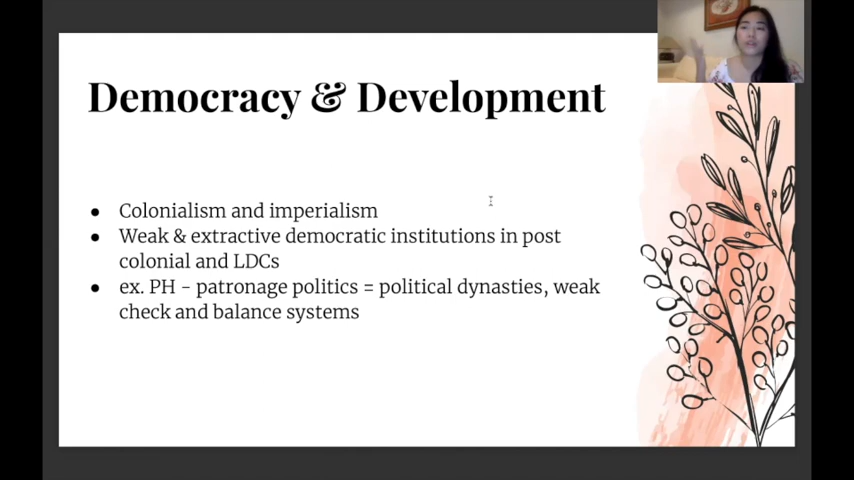 Democracy & Development
● Colonialism and imperialism
● Weak & extractive democratic institutions in post
colonial and LDCs
● ex. PH - patronage politics = political dynasties, weak
check and balance systems